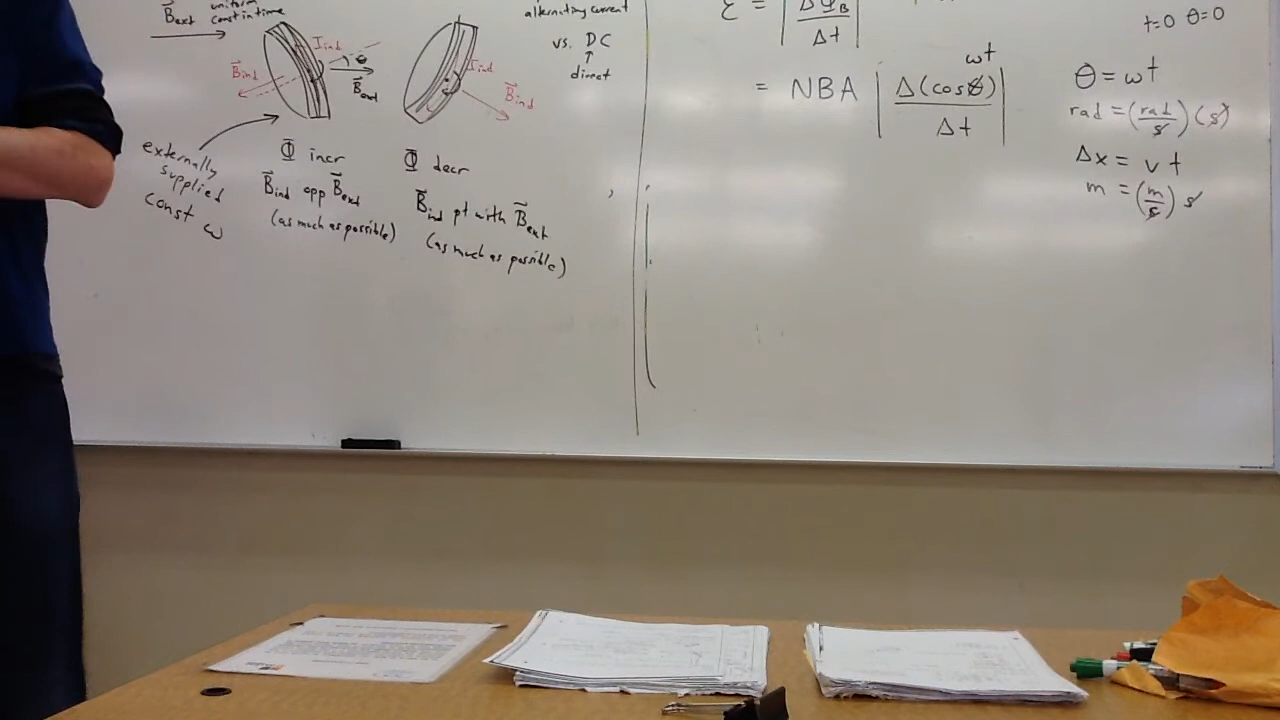 uniform
B⃗ext const in time
I ind
θ
B⃗ind
B⃗ext
I ind
B⃗ind
externally
supplied
const ω
Φ incr
B⃗ind opp B⃗ext
(as much as possible)
Φ decr
B⃗ind pt with B⃗ext
(as much as possible)
alternating current
vs. DC
↑
direct
ε = | ΔΦB / Δt |
ωt
= NBA | Δ(cosθ) / Δt |
t=0 θ=0
θ = ωt
rad = (rad/s)(s)
Δx = vt
m = (m/s) s